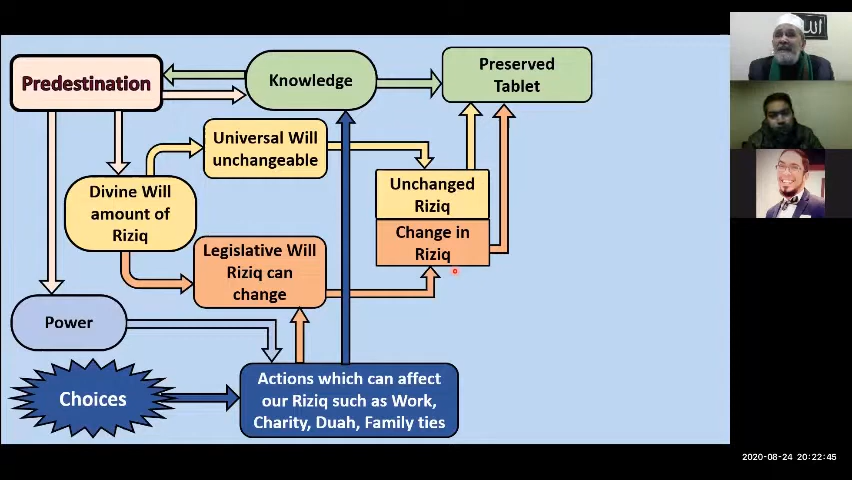 Predestination
Knowledge
Preserved
Tablet
Universal Will
unchangeable
Divine Will
amount of
Riziq
Unchanged
Riziq
Change in
Riziq
Legislative Will
Riziq can
change
Power
Choices
Actions which can affect
our Riziq such as Work,
Charity, Duah, Family ties
الله
2020-08-24 20:22:45